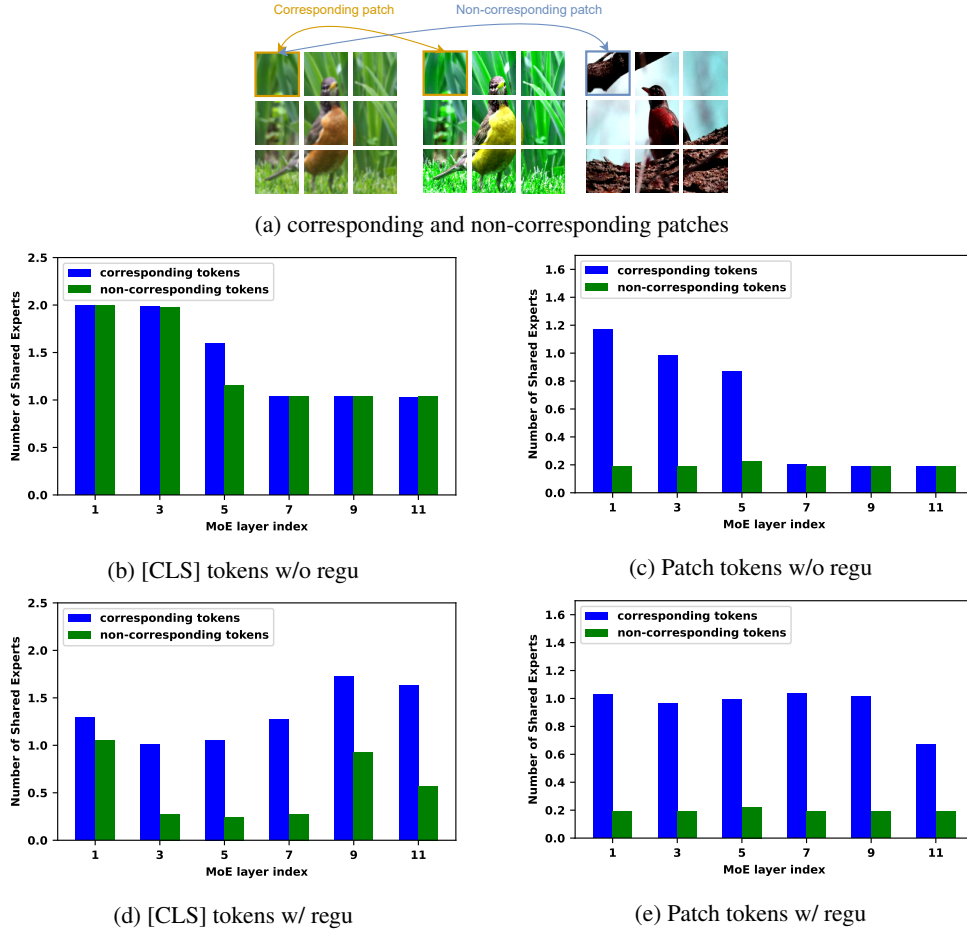 Corresponding patch
Non-corresponding patch
(a) corresponding and non-corresponding patches
2.5
2.0
1.5
1.0
0.5
0.0
Number of Shared Experts
corresponding tokens
non-corresponding tokens
1 3 5 7 9 11
MoE layer index
(b) [CLS] tokens w/o regu
1.6
1.4
1.2
1.0
0.8
0.6
0.4
0.2
0.0
Number of Shared Experts
corresponding tokens
non-corresponding tokens
1 3 5 7 9 11
MoE layer index
(c) Patch tokens w/o regu
2.5
2.0
1.5
1.0
0.5
0.0
Number of Shared Experts
corresponding tokens
non-corresponding tokens
1 3 5 7 9 11
MoE layer index
(d) [CLS] tokens w/ regu
1.6
1.4
1.2
1.0
0.8
0.6
0.4
0.2
0.0
Number of Shared Experts
corresponding tokens
non-corresponding tokens
1 3 5 7 9 11
MoE layer index
(e) Patch tokens w/ regu